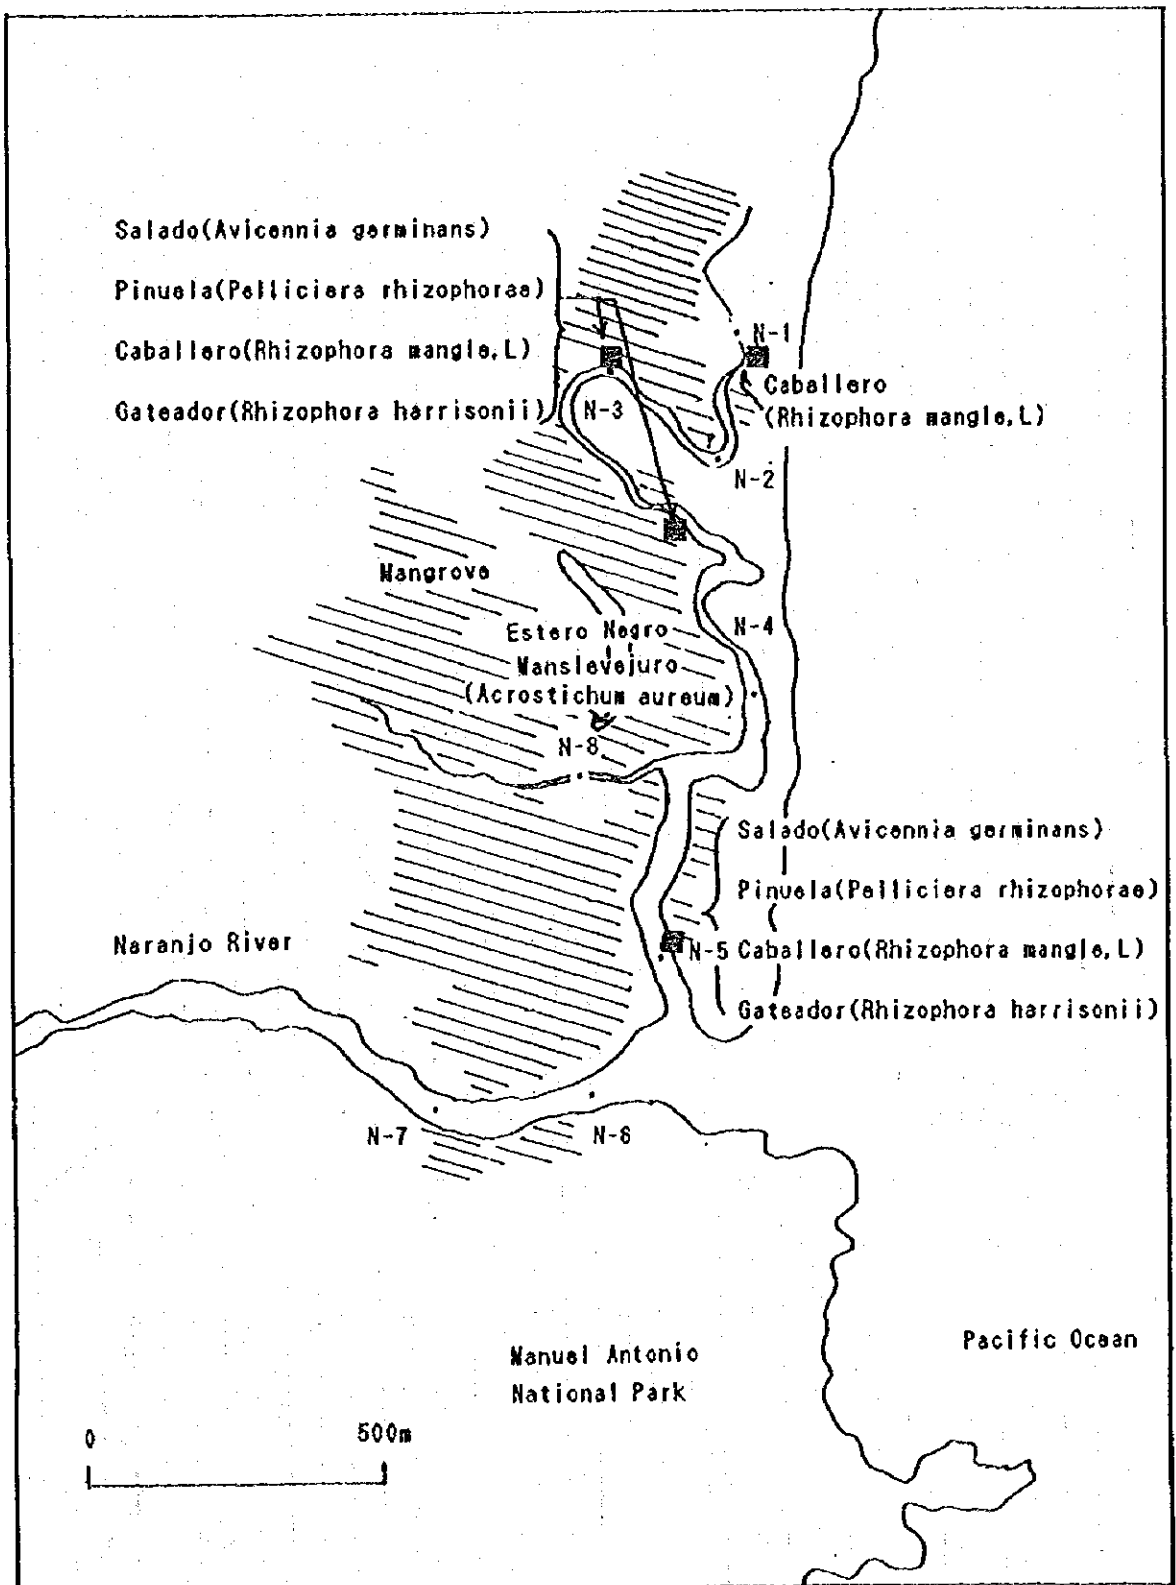 Salado(Avicennia germinans)
Pinuela(Pelliciera rhizophorae)
Caballero(Rhizophora mangle,L)
Gateador(Rhizophora harrisonii)
N-1
Caballero
(Rhizophora mangle,L)
N-3
N-2
Mangrove
Estero Negro
N-4
Manslevejuro
(Acrostichum aureum)
N-8
Salado(Avicennia germinans)
Pinuela(Pelliciera rhizophorae)
Naranjo River
N-5 Caballero(Rhizophora mangle,L)
Gateador(Rhizophora harrisonii)
N-7
N-6
Manuel Antonio
National Park
Pacific Ocean
0
500m